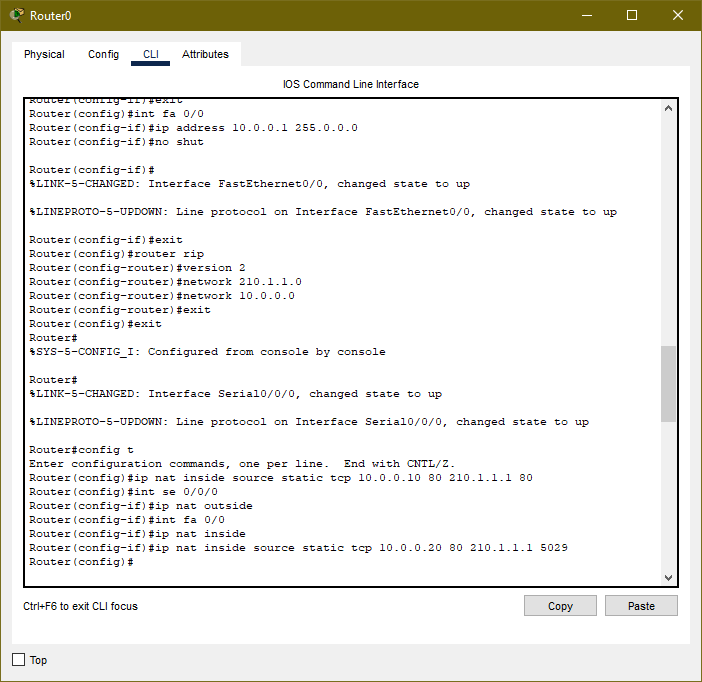 Router0
Physical Config CLI Attributes
IOS Command Line Interface
Router(config-if)#exit
Router(config)#int fa 0/0
Router(config-if)#ip address 10.0.0.1 255.0.0.0
Router(config-if)#no shut
Router(config-if)#
%LINK-5-CHANGED: Interface FastEthernet0/0, changed state to up
%LINEPROTO-5-UPDOWN: Line protocol on Interface FastEthernet0/0, changed state to up
Router(config-if)#exit
Router(config)#router rip
Router(config-router)#version 2
Router(config-router)#network 210.1.1.0
Router(config-router)#network 10.0.0.0
Router(config-router)#exit
Router(config)#exit
Router#
%SYS-5-CONFIG_I: Configured from console by console
Router#
%LINK-5-CHANGED: Interface Serial0/0/0, changed state to up
%LINEPROTO-5-UPDOWN: Line protocol on Interface Serial0/0/0, changed state to up
Router#config t
Enter configuration commands, one per line.  End with CNTL/Z.
Router(config)#ip nat inside source static tcp 10.0.0.10 80 210.1.1.1 80
Router(config)#int se 0/0/0
Router(config-if)#ip nat outside
Router(config-if)#int fa 0/0
Router(config-if)#ip nat inside
Router(config-if)#ip nat inside source static tcp 10.0.0.20 80 210.1.1.1 5029
Router(config)#
Ctrl+F6 to exit CLI focus
Copy
Paste
Top